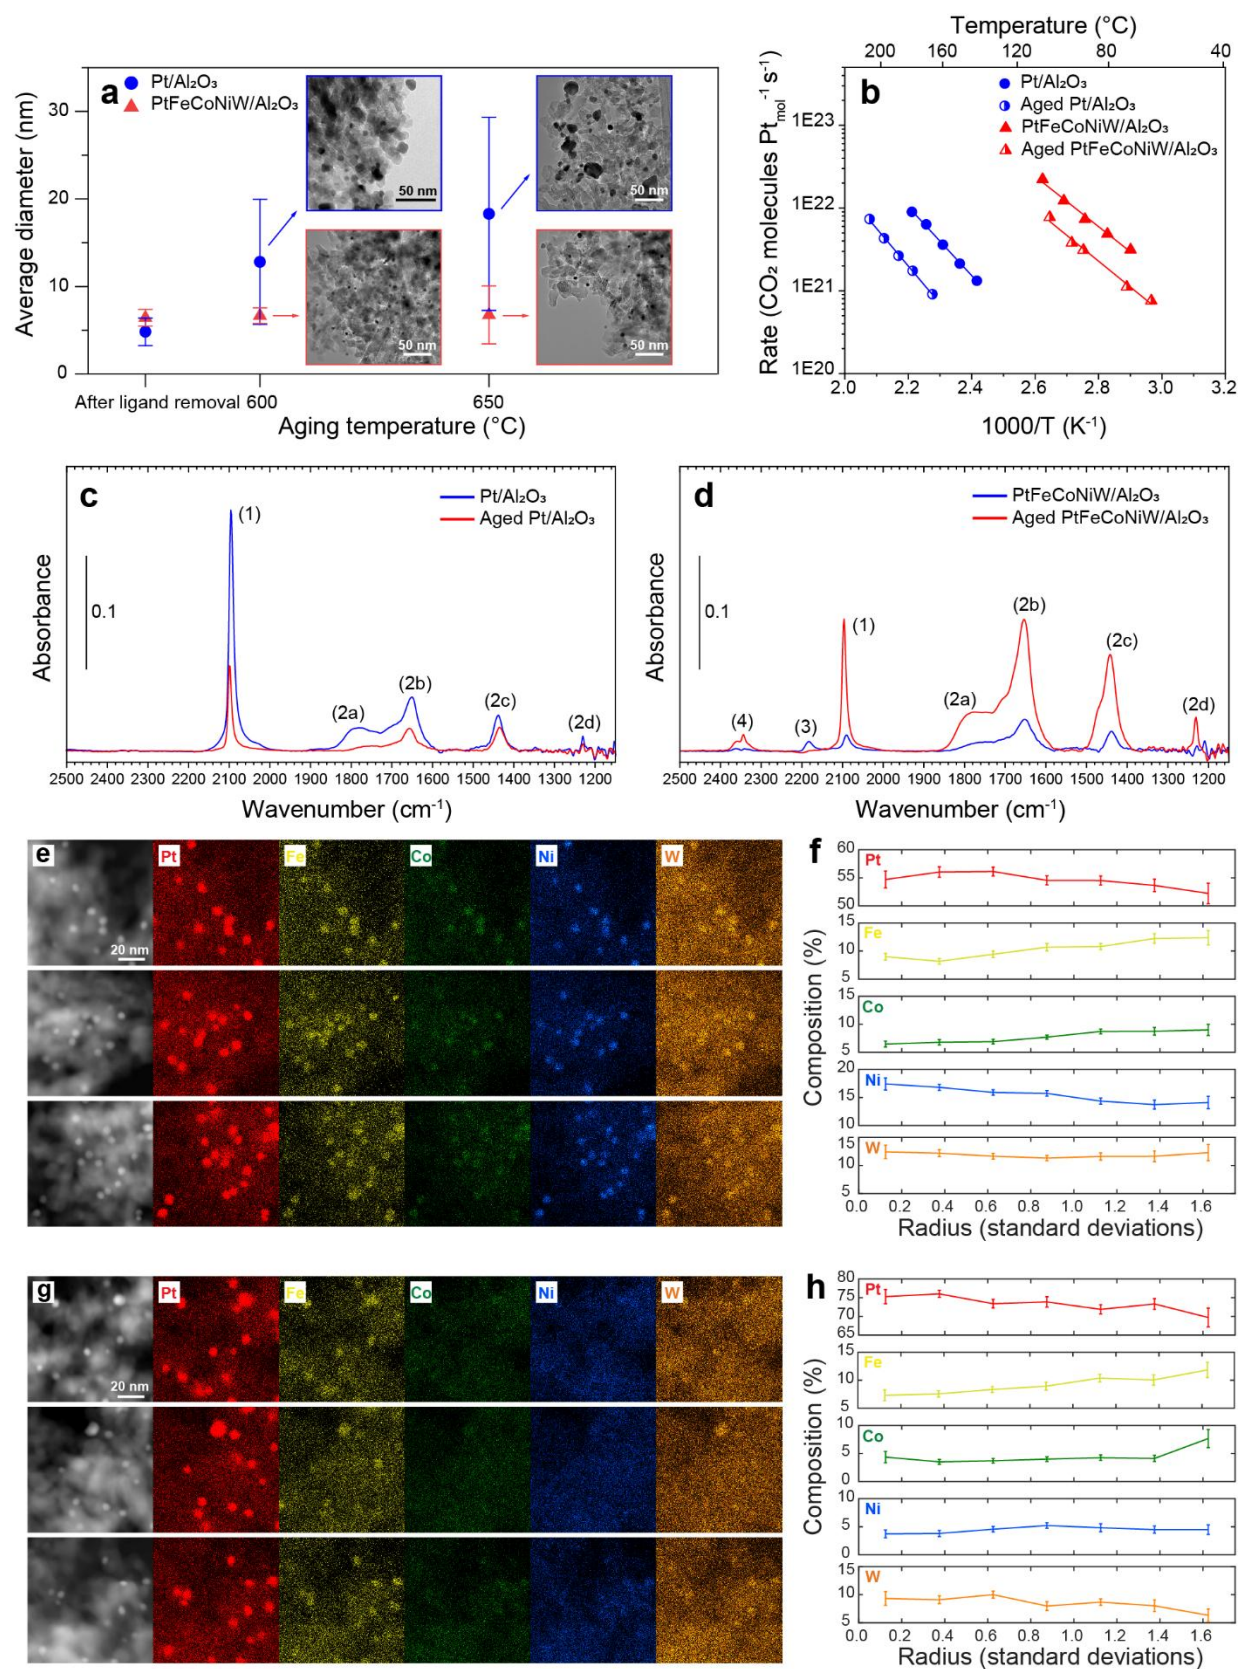 a
Pt/Al₂O₃
PtFeCoNiW/Al₂O₃
Average diameter (nm)
30
20
10
0
50 nm
50 nm
50 nm
50 nm
After ligand removal 600
650
Aging temperature (°C)
Temperature (°C)
200
160
120
80
40
b
Pt/Al₂O₃
Aged Pt/Al₂O₃
PtFeCoNiW/Al₂O₃
Aged PtFeCoNiW/Al₂O₃
Rate (CO₂ molecules Ptmol⁻¹ s⁻¹)
1E23
1E22
1E21
1E20
2.0 2.2 2.4 2.6 2.8 3.0 3.2
1000/T (K⁻¹)
c
Pt/Al₂O₃
Aged Pt/Al₂O₃
(1)
0.1
Absorbance
(2a)
(2b)
(2c)
(2d)
2500 2400 2300 2200 2100 2000 1900 1800 1700 1600 1500 1400 1300 1200
Wavenumber (cm⁻¹)
d
PtFeCoNiW/Al₂O₃
Aged PtFeCoNiW/Al₂O₃
0.1
Absorbance
(4)
(3)
(1)
(2a)
(2b)
(2c)
(2d)
2500 2400 2300 2200 2100 2000 1900 1800 1700 1600 1500 1400 1300 1200
Wavenumber (cm⁻¹)
e
Pt
Fe
Co
Ni
W
20 nm
f
Composition (%)
Pt
60
55
50
Fe
15
10
5
Co
15
10
5
Ni
20
15
10
W
15
10
5
0.0 0.2 0.4 0.6 0.8 1.0 1.2 1.4 1.6
Radius (standard deviations)
g
Pt
Fe
Co
Ni
W
20 nm
h
Composition (%)
Pt
80
75
70
65
Fe
15
10
5
Co
10
5
0
Ni
10
5
0
W
15
10
5
0.0 0.2 0.4 0.6 0.8 1.0 1.2 1.4 1.6
Radius (standard deviations)